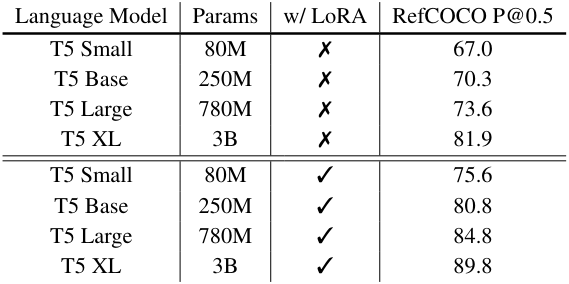 Language Model Params w/ LoRA RefCOCO P@0.5
T5 Small 80M ✗ 67.0
T5 Base 250M ✗ 70.3
T5 Large 780M ✗ 73.6
T5 XL 3B ✗ 81.9
T5 Small 80M ✓ 75.6
T5 Base 250M ✓ 80.8
T5 Large 780M ✓ 84.8
T5 XL 3B ✓ 89.8